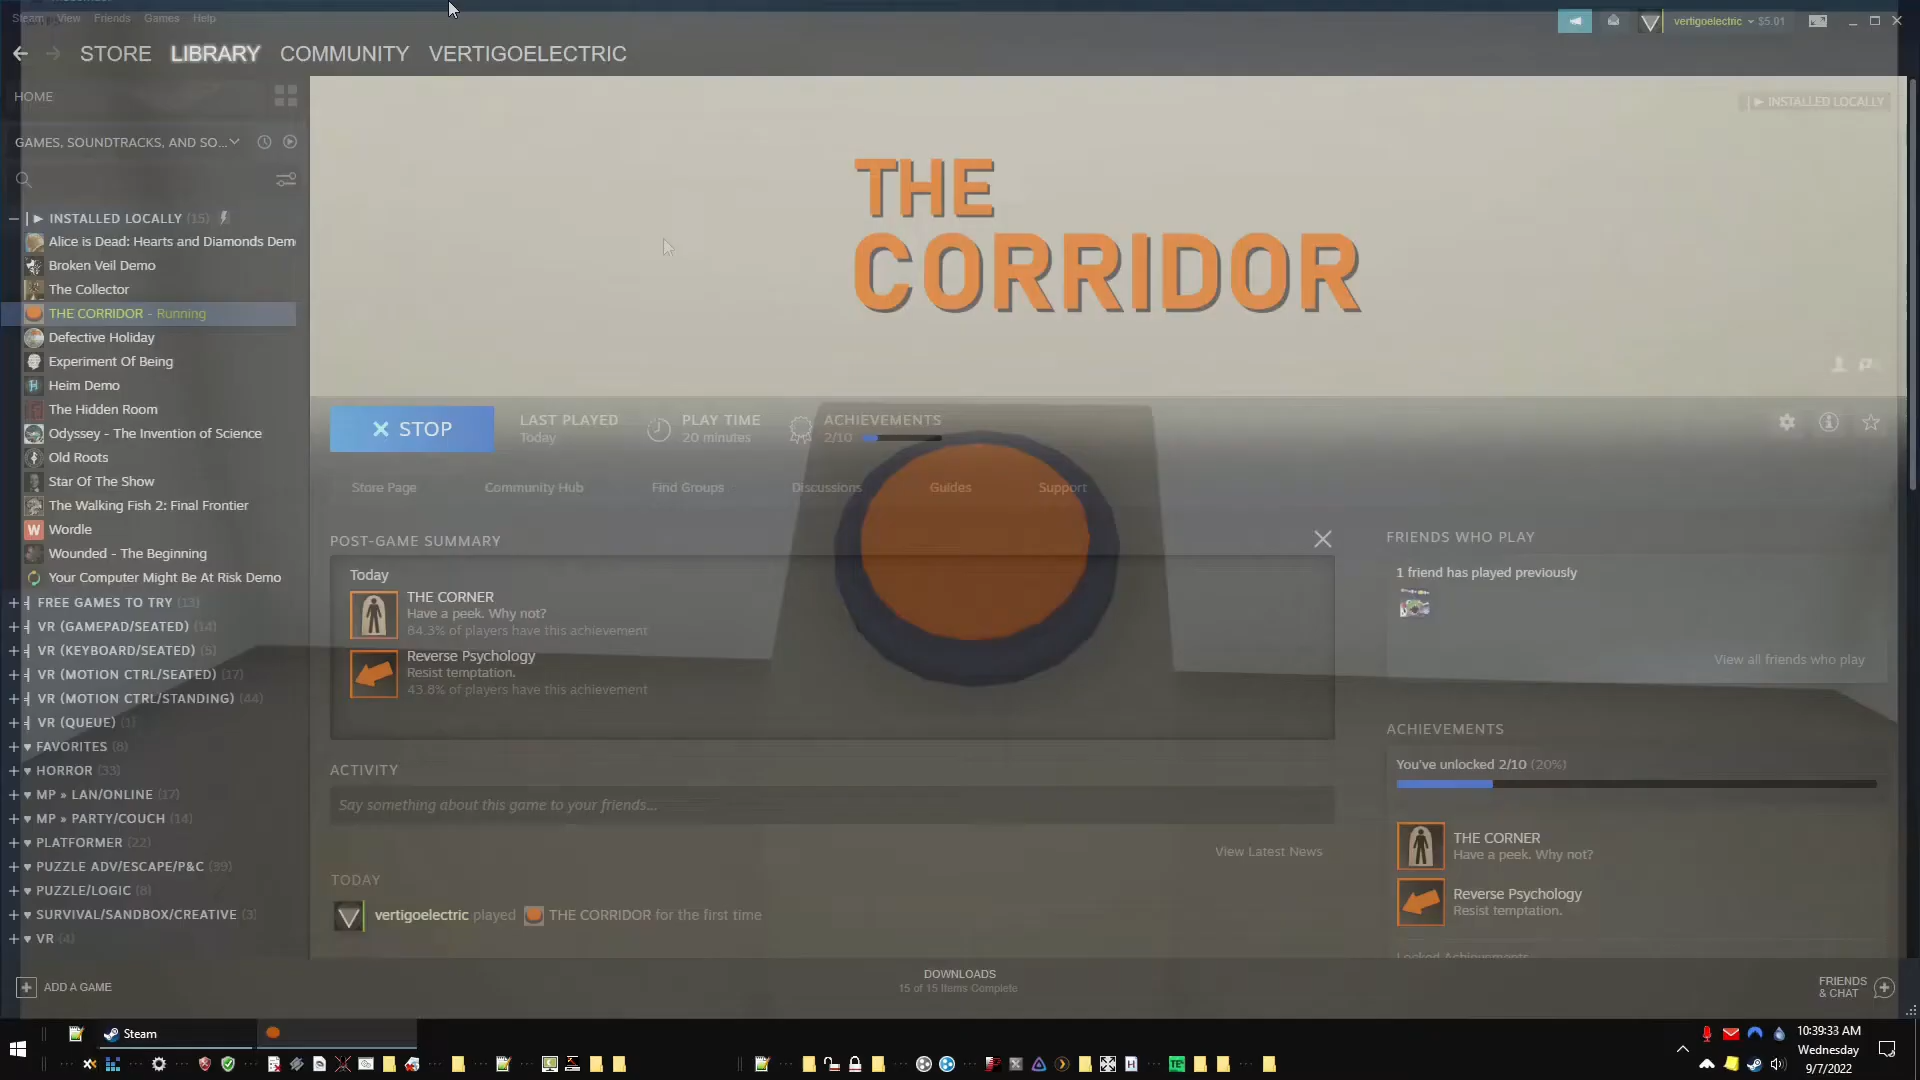 Steam View Friends Games Help
vertigoelectric $5.01
STORE LIBRARY COMMUNITY VERTIGOELECTRIC
HOME
INSTALLED LOCALLY
GAMES, SOUNDTRACKS, AND SO...
THE
CORRIDOR
INSTALLED LOCALLY (15)
Alice is Dead: Hearts and Diamonds Dem
Broken Veil Demo
The Collector
THE CORRIDOR - Running
Defective Holiday
Experiment Of Being
Heim Demo
The Hidden Room
Odyssey - The Invention of Science
Old Roots
Star Of The Show
The Walking Fish 2: Final Frontier
W Wordle
Wounded - The Beginning
Your Computer Might Be At Risk Demo
FREE GAMES TO TRY (13)
VR (GAMEPAD/SEATED) (14)
VR (KEYBOARD/SEATED) (5)
VR (MOTION CTRL/SEATED) (17)
VR (MOTION CTRL/STANDING) (44)
VR (QUEUE) (1)
FAVORITES (8)
HORROR (33)
MP » LAN/ONLINE (17)
MP » PARTY/COUCH (14)
PLATFORMER (22)
PUZZLE ADV/ESCAPE/P&C (39)
PUZZLE/LOGIC (8)
SURVIVAL/SANDBOX/CREATIVE (3)
VR (4)
STOP
LAST PLAYED
Today
PLAY TIME
20 minutes
ACHIEVEMENTS
2/10
Store Page Community Hub Find Groups Discussions Guides Support
POST-GAME SUMMARY
Today
THE CORNER
Have a peek. Why not?
84.3% of players have this achievement
Reverse Psychology
Resist temptation.
43.8% of players have this achievement
ACTIVITY
Say something about this game to your friends...
View Latest News
TODAY
vertigoelectric played THE CORRIDOR for the first time
FRIENDS WHO PLAY
1 friend has played previously
View all friends who play
ACHIEVEMENTS
You've unlocked 2/10 (20%)
THE CORNER
Have a peek. Why not?
Reverse Psychology
Resist temptation.
Locked Achievements
ADD A GAME
DOWNLOADS
15 of 15 Items Complete
FRIENDS
& CHAT
Steam
10:39:33 AM
Wednesday
9/7/2022